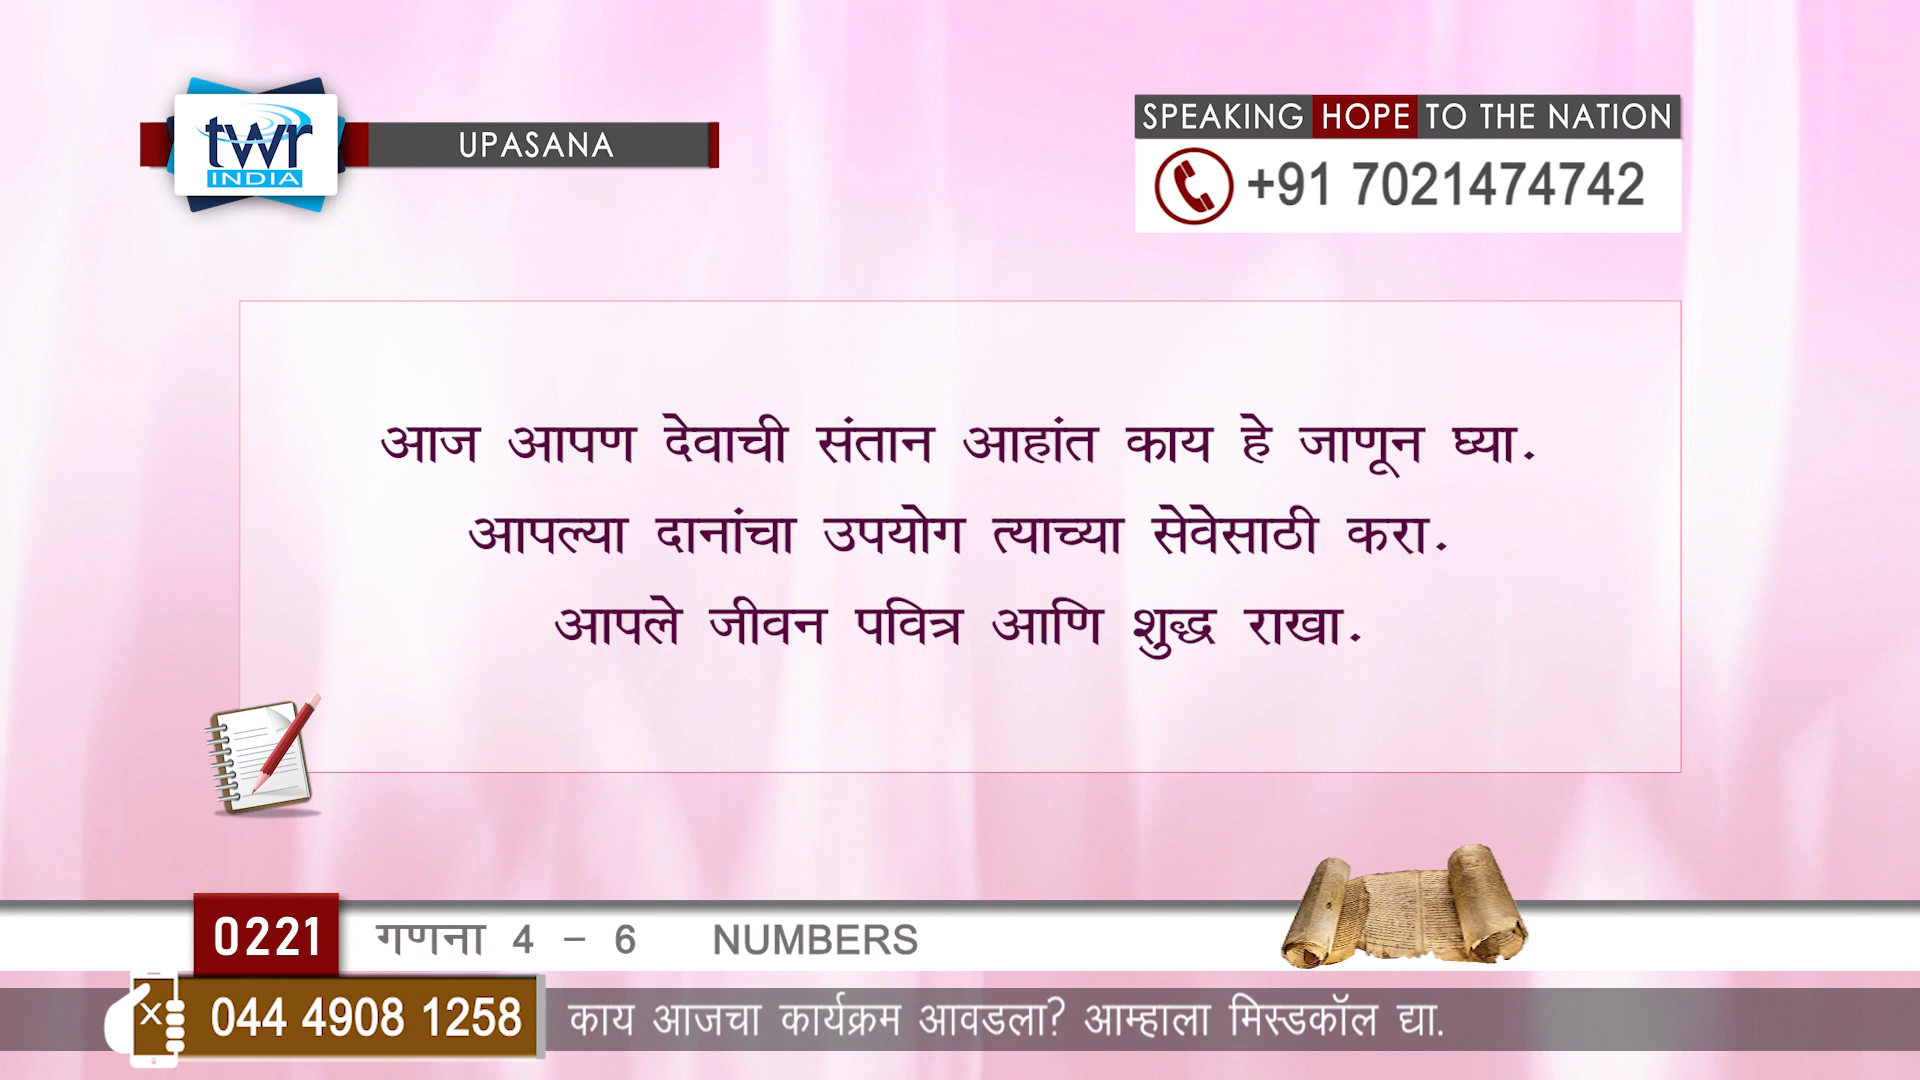 twr
INDIA
UPASANA
SPEAKING HOPE TO THE NATION
+91 7021474742
आज आपण देवाची संतान आहांत काय हे जाणून घ्या.
आपल्या दानांचा उपयोग त्याच्या सेवेसाठी करा.
आपले जीवन पवित्र आणि शुद्ध राखा.
0221 गणना 4 - 6 NUMBERS
044 4908 1258 काय आजचा कार्यक्रम आवडला? आम्हाला मिस्डकॉल द्या.